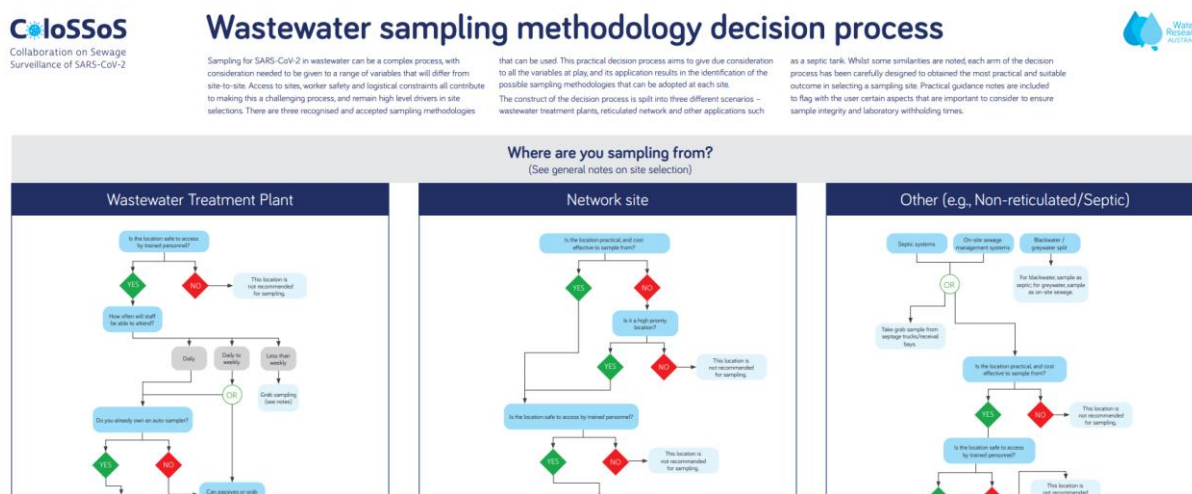 CoLoSSoS
Collaboration on Sewage
Surveillance of SARS-CoV-2
Wastewater sampling methodology decision process
Sampling for SARS-CoV-2 in wastewater can be a complex process, with
consideration needed to be given to a range of variables that will differ from
site-to-site. Access to sites, worker safety and logistical constraints all contribute
to making this a challenging process, and remain high level drivers in site
selections. There are three recognised and accepted sampling methodologies
that can be used. This practical decision process aims to give due consideration
to all the variables at play, and its application results in the identification of the
possible sampling methodologies that can be adopted at each site.
The construct of the decision process is spilt into three different scenarios –
wastewater treatment plants, reticulated network and other applications such
as a septic tank. Whilst some similarities are noted, each arm of the decision
process has been carefully designed to obtained the most practical and suitable
outcome in selecting a sampling site. Practical guidance notes are included
to flag with the user certain aspects that are important to consider to ensure
sample integrity and laboratory withholding times.
Wate
Resea
AUSTRA
Where are you sampling from?
(See general notes on site selection)
Wastewater Treatment Plant
Is the location safe to access
by trained personnel?
YES
NO
This location is
not recommended
for sampling.
How often will staff
be able to attend?
Daily
Daily to
weekly
Less than
weekly
OR
Grab sampling
(see notes)
Do you already own an auto-sampler?
YES
NO
Can passives or grab
Network site
Is the location practical, and cost
effective to sample from?
YES
NO
Is it a high priority
location?
YES
NO
This location is
not recommended
for sampling.
Is the location safe to access by trained personnel?
YES
NO
This location is
not recommended
for sampling.
Other (e.g., Non-reticulated/Septic)
Septic systems
On-site sewage
management systems
Blackwater /
greywater split
OR
For blackwater, sample as
septic; for greywater, sample
as on-site sewage.
Take grab sample from
septage trucks/receival
bays
Is the location practical, and cost
effective to sample from?
YES
NO
This location is
not recommended
for sampling.
Is the location safe to access
by trained personnel?
This location is
not recommended